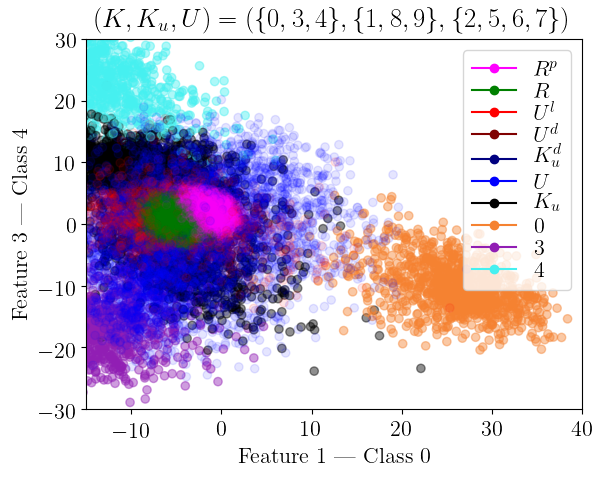 (K, K_u, U) = ({0, 3, 4}, {1, 8, 9}, {2, 5, 6, 7})
30
20
10
0
−10
−20
−30
Feature 3 — Class 4
R^p
R
U^l
U^d
K_u^d
U
K_u
0
3
4
−10
0
10
20
30
40
Feature 1 — Class 0